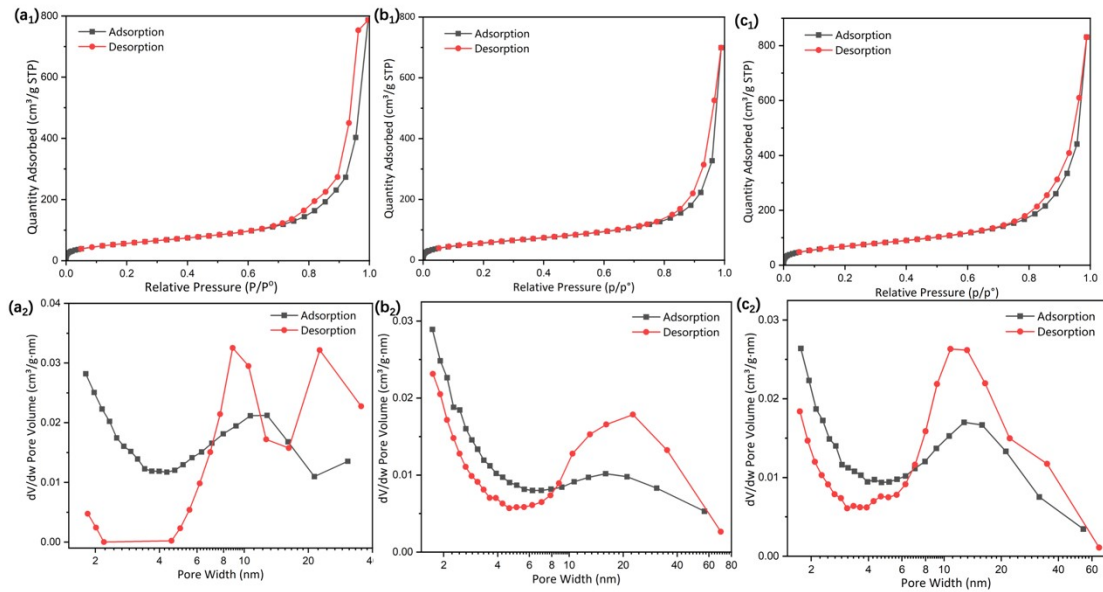 (a₁)
800
600
400
200
0
Quantity Adsorbed (cm³/g STP)
Adsorption
Desorption
0.0 0.2 0.4 0.6 0.8 1.0
Relative Pressure (P/P⁰)
(b₁)
800
600
400
200
0
Quantity Adsorbed (cm³/g STP)
Adsorption
Desorption
0.0 0.2 0.4 0.6 0.8 1.0
Relative Pressure (p/p°)
(c₁)
800
600
400
200
0
Quantity Adsorbed (cm³/g STP)
Adsorption
Desorption
0.0 0.2 0.4 0.6 0.8 1.0
Relative Pressure (p/p°)
(a₂)
0.04
0.03
0.02
0.01
0.00
dV/dw Pore Volume (cm³/g·nm)
Adsorption
Desorption
2 4 6 8 10 20 40
Pore Width (nm)
(b₂)
0.03
0.02
0.01
0.00
dV/dw Pore Volume (cm³/g·nm)
Adsorption
Desorption
2 4 6 8 10 20 40 60 80
Pore Width (nm)
(c₂)
0.03
0.02
0.01
0.00
dV/dw Pore Volume (cm³/g·nm)
Adsorption
Desorption
2 4 6 8 10 20 40 60
Pore Width (nm)